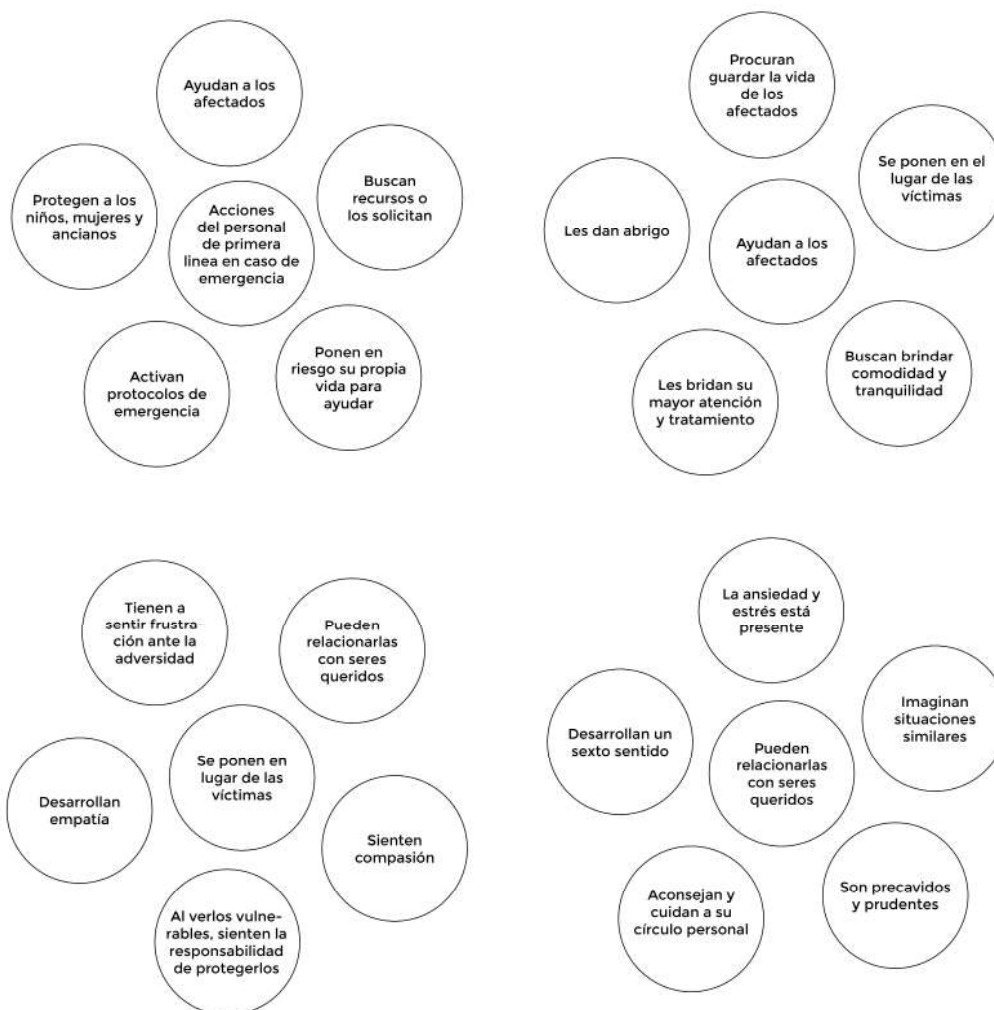 Ayudan a los
afectados
Protegen a los
niños, mujeres y
ancianos
Buscan
recursos o
los solicitan
Acciones
del personal
de primera
linea en caso de
emergencia
Activan
protocolos de
emergencia
Ponen en
riesgo su propia
vida para
ayudar
Procuran
guardar la vida
de los
afectados
Se ponen en el
lugar de las
víctimas
Les dan abrigo
Ayudan a los
afectados
Les bridan su
mayor atención
y tratamiento
Buscan brindar
comodidad y
tranquilidad
Tienen a
sentir frustra
ción ante la
adversidad
Pueden
relacionarlas
con seres
queridos
Se ponen en
lugar de las
víctimas
Desarrollan
empatía
Sienten
compasión
Al verlos vulne-
rables, sienten la
responsabilidad
de protegerlos
La ansiedad y
estrés está
presente
Desarrollan un
sexto sentido
Imaginan
situaciones
similares
Pueden
relacionarlas
con seres
queridos
Aconsejan y
cuidan a su
círculo personal
Son precavidos
y prudentes